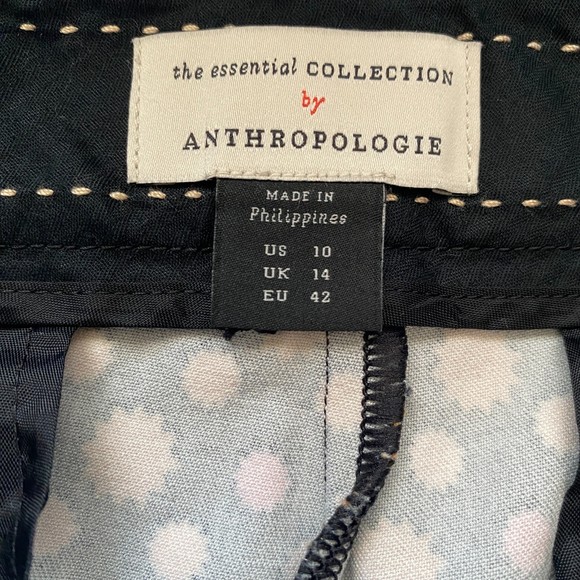 the essential COLLECTION
by
ANTHROPOLOGIE
MADE IN
Philippines
US 10
UK 14
EU 42